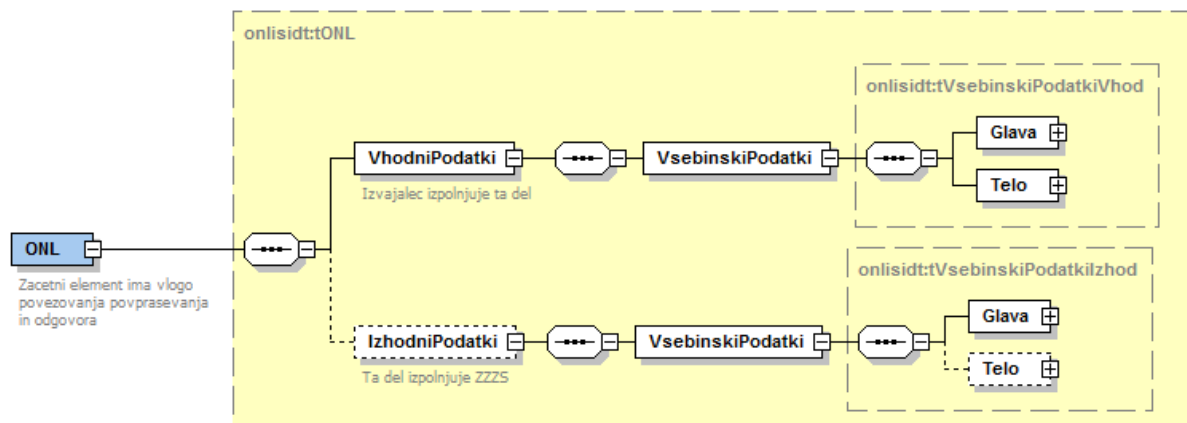 onlisidt:tONL
onlisidt:tVsebinskiPodatkiVhod
Glava
VhodniPodatki
VsebinskiPodatki
Izvajalec izpolnjuje ta del
Telo
ONL
Zacetni element ima vlogo
povezovanja povprasevanja
in odgovora
onlisidt:tVsebinskiPodatkiIzhod
Glava
IzhodniPodatki
VsebinskiPodatki
Ta del izpolnjuje ZZZS
Telo